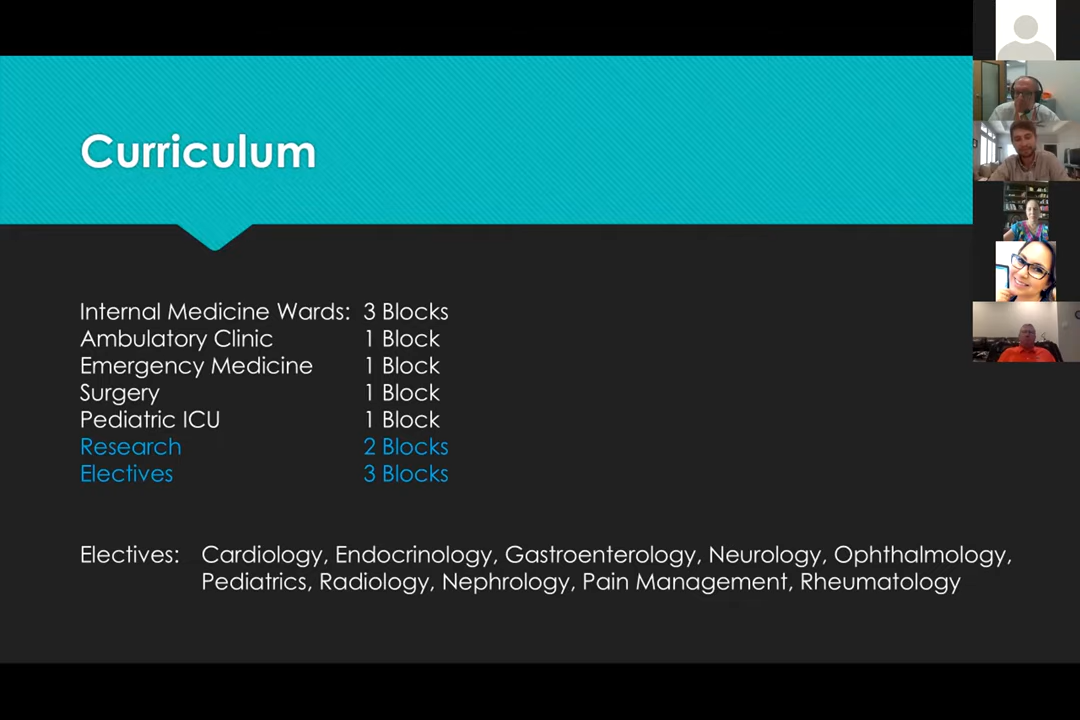 Curriculum
Internal Medicine Wards: 3 Blocks
Ambulatory Clinic 1 Block
Emergency Medicine 1 Block
Surgery 1 Block
Pediatric ICU 1 Block
Research 2 Blocks
Electives 3 Blocks
Electives: Cardiology, Endocrinology, Gastroenterology, Neurology, Ophthalmology,
Pediatrics, Radiology, Nephrology, Pain Management, Rheumatology